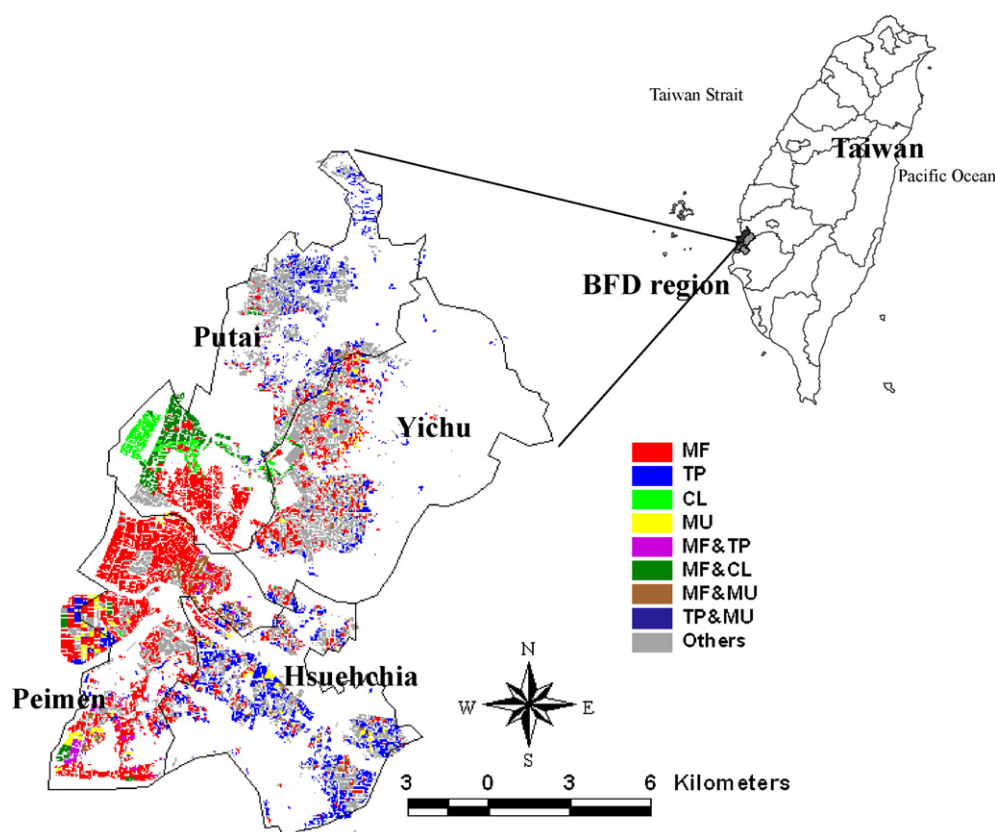 Taiwan Strait
Taiwan
Pacific Ocean
BFD region
Putai
Yichu
MF
TP
CL
MU
MF&TP
MF&CL
MF&MU
TP&MU
Others
Hsuehchia
Peimen
N
W E
S
3 0 3 6 Kilometers